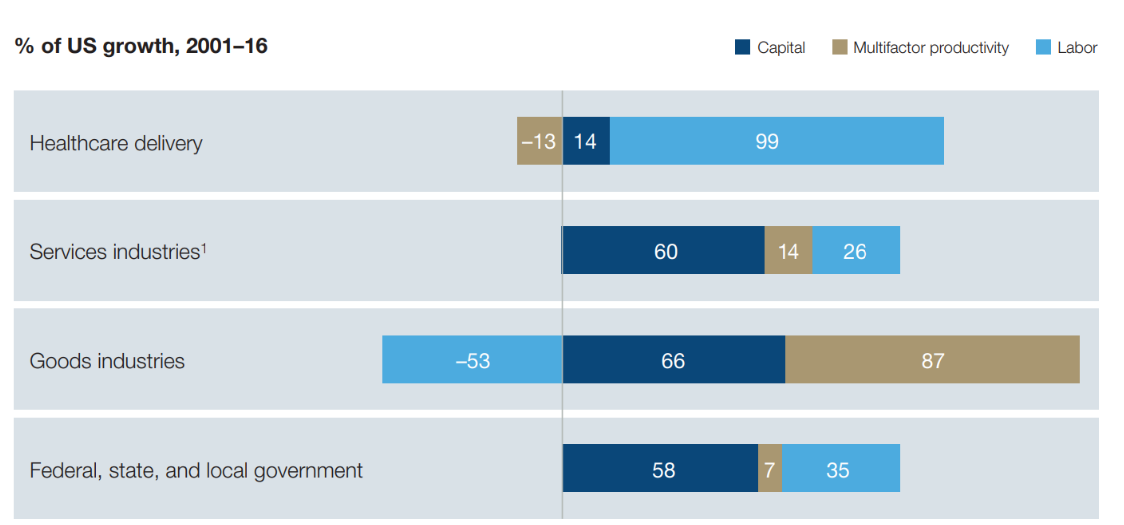 % of US growth, 2001–16
Capital Multifactor productivity Labor
Healthcare delivery –13 14 99
Services industries¹ 60 14 26
Goods industries –53 66 87
Federal, state, and local government 58 7 35